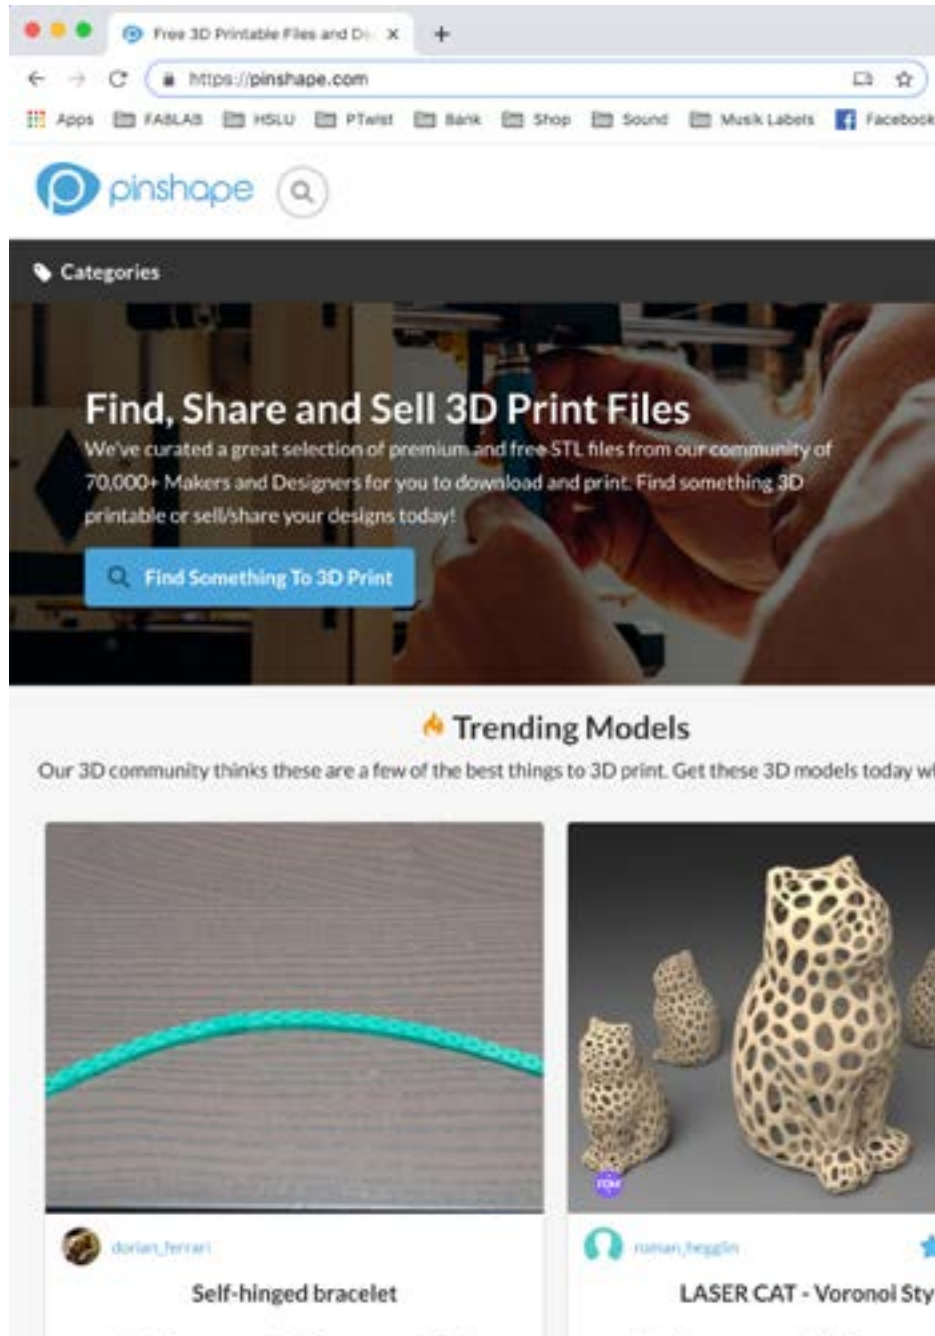 Free 3D Printable Files and De
https://pinshape.com
Apps FABLAB HSLU PTwist Bank Shop Sound Musik Labels Facebook
pinshape
Categories
Find, Share and Sell 3D Print Files
We've curated a great selection of premium and free STL files from our community of
70,000+ Makers and Designers for you to download and print. Find something 3D
printable or sell/share your designs today!
Find Something To 3D Print
Trending Models
Our 3D community thinks these are a few of the best things to 3D print. Get these 3D models today wh
dorian_ferrari
roman_hegglin
Self-hinged bracelet
LASER CAT - Voronoi Sty